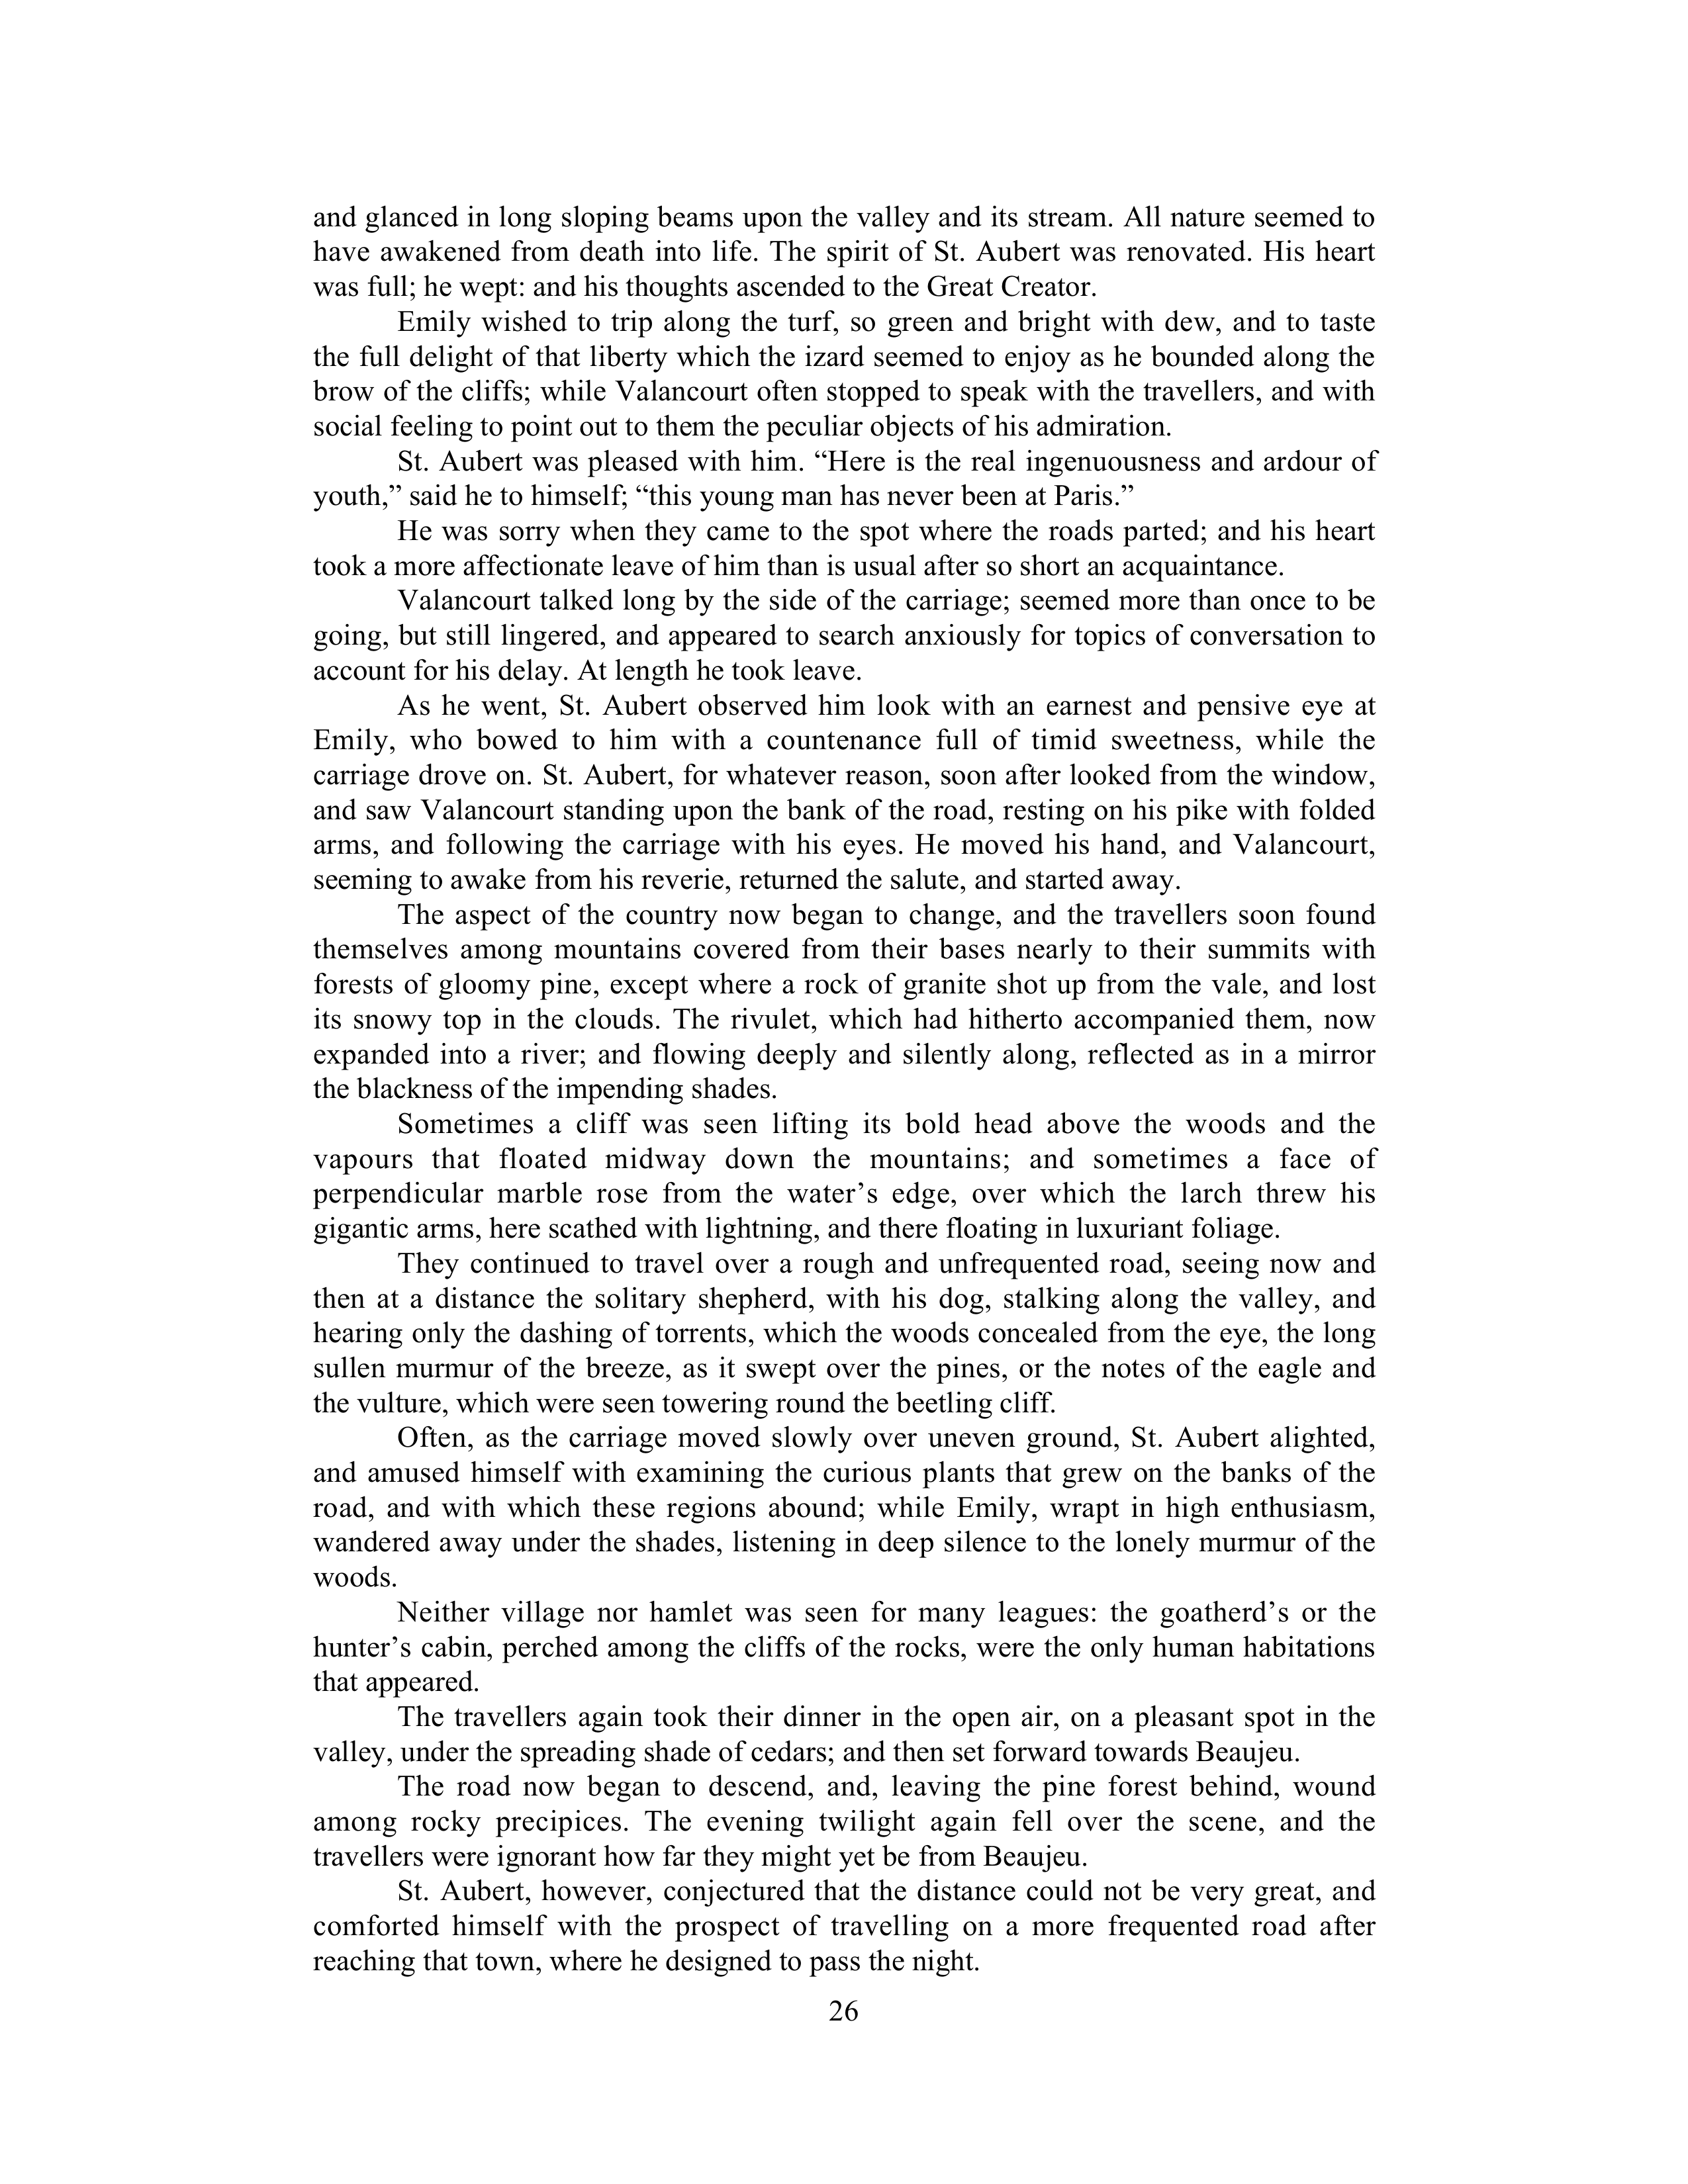 and glanced in long sloping beams upon the valley and its stream. All nature seemed to
have awakened from death into life. The spirit of St. Aubert was renovated. His heart
was full; he wept: and his thoughts ascended to the Great Creator.
Emily wished to trip along the turf, so green and bright with dew, and to taste
the full delight of that liberty which the izard seemed to enjoy as he bounded along the
brow of the cliffs; while Valancourt often stopped to speak with the travellers, and with
social feeling to point out to them the peculiar objects of his admiration.
St. Aubert was pleased with him. “Here is the real ingenuousness and ardour of
youth,” said he to himself; “this young man has never been at Paris.”
He was sorry when they came to the spot where the roads parted; and his heart
took a more affectionate leave of him than is usual after so short an acquaintance.
Valancourt talked long by the side of the carriage; seemed more than once to be
going, but still lingered, and appeared to search anxiously for topics of conversation to
account for his delay. At length he took leave.
As he went, St. Aubert observed him look with an earnest and pensive eye at
Emily, who bowed to him with a countenance full of timid sweetness, while the
carriage drove on. St. Aubert, for whatever reason, soon after looked from the window,
and saw Valancourt standing upon the bank of the road, resting on his pike with folded
arms, and following the carriage with his eyes. He moved his hand, and Valancourt,
seeming to awake from his reverie, returned the salute, and started away.
The aspect of the country now began to change, and the travellers soon found
themselves among mountains covered from their bases nearly to their summits with
forests of gloomy pine, except where a rock of granite shot up from the vale, and lost
its snowy top in the clouds. The rivulet, which had hitherto accompanied them, now
expanded into a river; and flowing deeply and silently along, reflected as in a mirror
the blackness of the impending shades.
Sometimes a cliff was seen lifting its bold head above the woods and the
vapours that floated midway down the mountains; and sometimes a face of
perpendicular marble rose from the water’s edge, over which the larch threw his
gigantic arms, here scathed with lightning, and there floating in luxuriant foliage.
They continued to travel over a rough and unfrequented road, seeing now and
then at a distance the solitary shepherd, with his dog, stalking along the valley, and
hearing only the dashing of torrents, which the woods concealed from the eye, the long
sullen murmur of the breeze, as it swept over the pines, or the notes of the eagle and
the vulture, which were seen towering round the beetling cliff.
Often, as the carriage moved slowly over uneven ground, St. Aubert alighted,
and amused himself with examining the curious plants that grew on the banks of the
road, and with which these regions abound; while Emily, wrapt in high enthusiasm,
wandered away under the shades, listening in deep silence to the lonely murmur of the
woods.
Neither village nor hamlet was seen for many leagues: the goatherd’s or the
hunter’s cabin, perched among the cliffs of the rocks, were the only human habitations
that appeared.
The travellers again took their dinner in the open air, on a pleasant spot in the
valley, under the spreading shade of cedars; and then set forward towards Beaujeu.
The road now began to descend, and, leaving the pine forest behind, wound
among rocky precipices. The evening twilight again fell over the scene, and the
travellers were ignorant how far they might yet be from Beaujeu.
St. Aubert, however, conjectured that the distance could not be very great, and
comforted himself with the prospect of travelling on a more frequented road after
reaching that town, where he designed to pass the night.
26